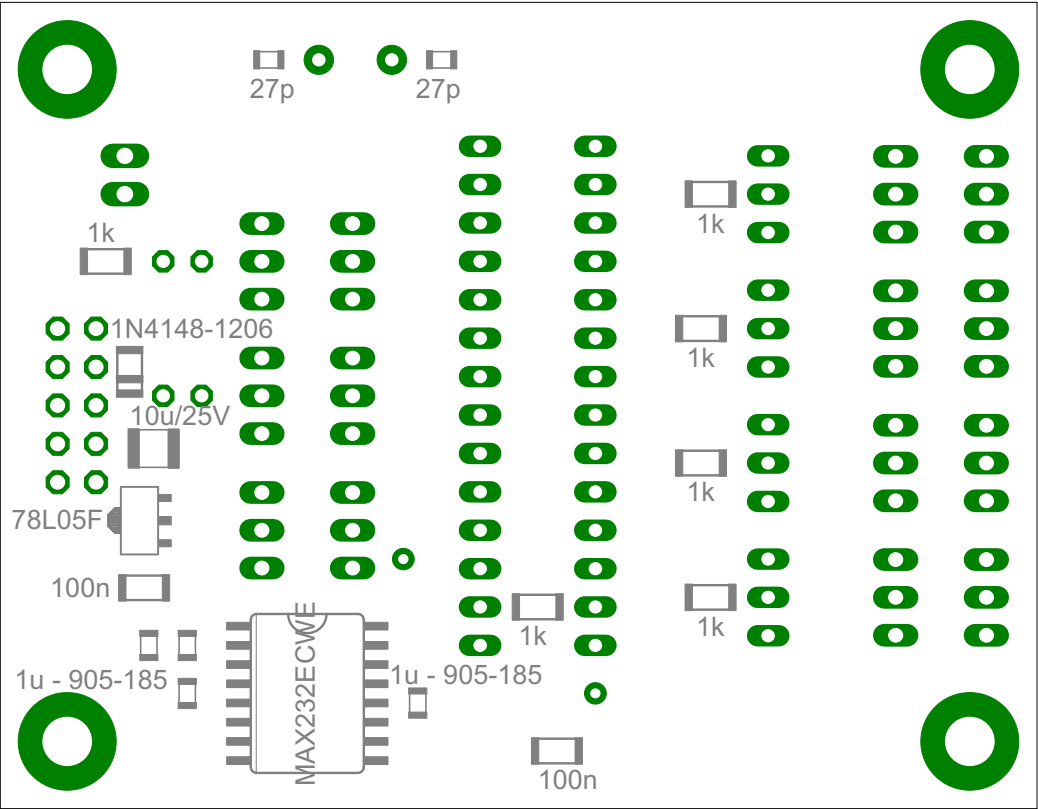 27p
27p
1k
1k
1N4148-1206
1k
10u/25V
1k
78L05F
100n
1k
1k
MAX232ECWE
1u - 905-185
1u - 905-185
100n